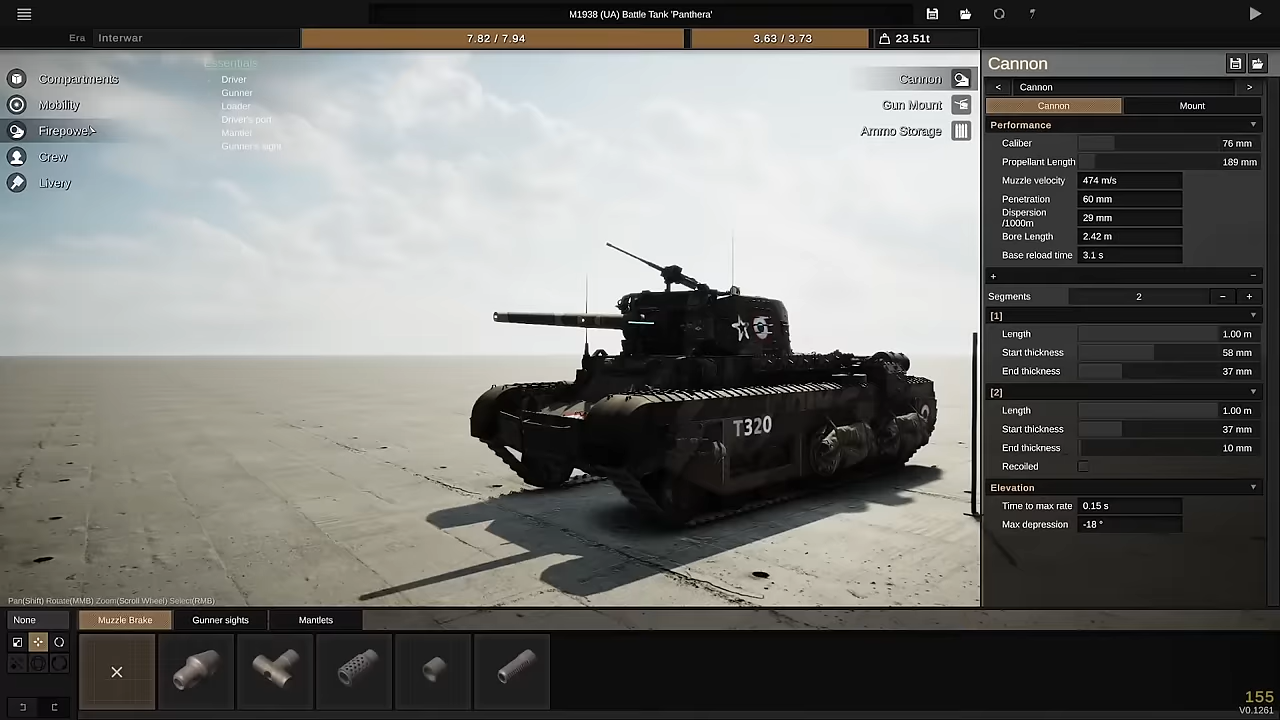 M1938 (UA) Battle Tank 'Panthera'
Era Interwar
7.82 / 7.94
3.63 / 3.73
23.51t
Compartments
Mobility
Firepower
Crew
Livery
Essentials
Driver
Gunner
Loader
Driver's port
Mantlet
Gunner's sight
Cannon
Gun Mount
Ammo Storage
T320
Cannon
< Cannon >
Cannon Mount
Performance
Caliber 76 mm
Propellant Length 189 mm
Muzzle velocity 474 m/s
Penetration 60 mm
Dispersion /1000m 29 mm
Bore Length 2.42 m
Base reload time 3.1 s
+ −
Segments 2 − +
[1]
Length 1.00 m
Start thickness 58 mm
End thickness 37 mm
[2]
Length 1.00 m
Start thickness 37 mm
End thickness 10 mm
Recoiled
Elevation
Time to max rate 0.15 s
Max depression -18 °
Pan(Shift) Rotate(MMB) Zoom(Scroll Wheel) Select(RMB)
None
Muzzle Brake Gunner sights Mantlets
155
V0.1261